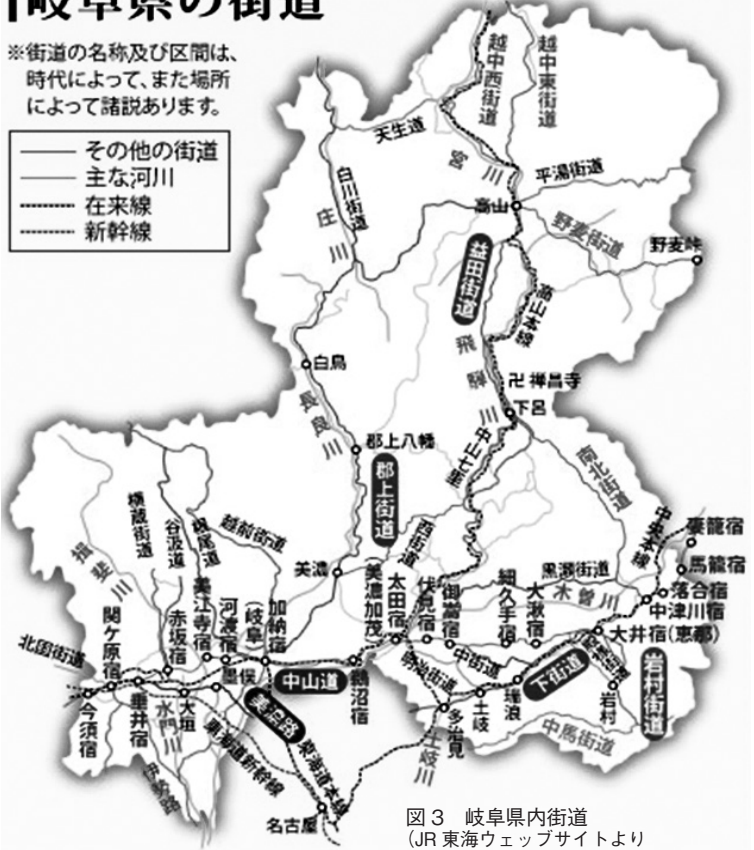 岐阜県の街道
※街道の名称及び区間は、
時代によって、また場所
によって諸説あります。
その他の街道
主な河川
在来線
新幹線
越中西街道
越中東街道
天生道
宮川
平湯街道
白川街道
庄川
高山
野麦街道
野麦峠
益田街道
高山本線
飛騨川
卍禅昌寺
下呂
白鳥
長良川
中山七里
郡上八幡
郡上街道
南北街道
中央本線
妻籠宿
馬籠宿
落合宿
中津川宿
大井宿(恵那)
黒瀬街道
木曽川
西街道
谷汲道
越前街道
揖斐川
美濃
関ケ原宿
赤坂宿
美江寺宿
河渡宿
(岐阜)
加納宿
(美濃加茂)
太田宿
伏見宿
御嵩宿
細久手宿
大湫宿
北国街道
今須宿
垂井宿
水門川
大垣
墨俣
美濃路
中山道
鵜沼宿
中街道
下街道
岩村
岩村街道
瑞浪
土岐
多治見
土岐川
中馬街道
東海道新幹線
東海道本線
伊勢路
名古屋
図3 岐阜県内街道
(JR東海ウェッブサイトより